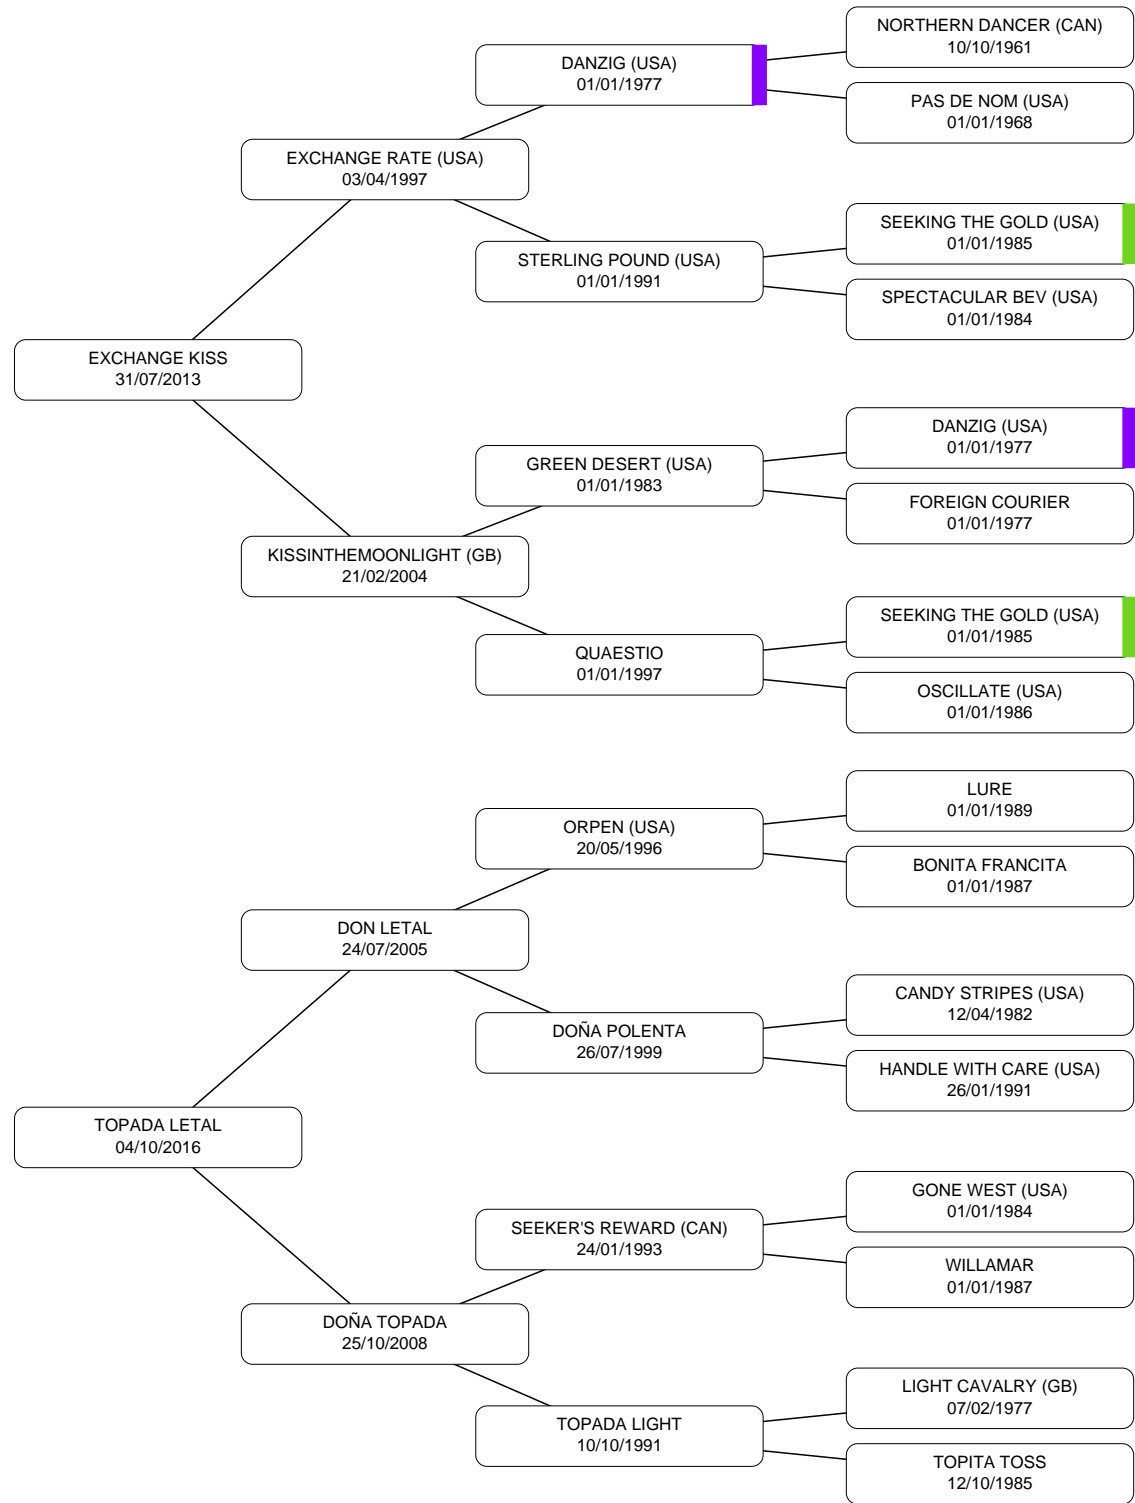 NORTHERN DANCER (CAN)
10/10/1961
DANZIG (USA)
01/01/1977
PAS DE NOM (USA)
01/01/1968
EXCHANGE RATE (USA)
03/04/1997
SEEKING THE GOLD (USA)
01/01/1985
STERLING POUND (USA)
01/01/1991
SPECTACULAR BEV (USA)
01/01/1984
EXCHANGE KISS
31/07/2013
DANZIG (USA)
01/01/1977
GREEN DESERT (USA)
01/01/1983
FOREIGN COURIER
01/01/1977
KISSINTHEMOONLIGHT (GB)
21/02/2004
SEEKING THE GOLD (USA)
01/01/1985
QUAESTIO
01/01/1997
OSCILLATE (USA)
01/01/1986
LURE
01/01/1989
ORPEN (USA)
20/05/1996
BONITA FRANCITA
01/01/1987
DON LETAL
24/07/2005
CANDY STRIPES (USA)
12/04/1982
DOÑA POLENTA
26/07/1999
HANDLE WITH CARE (USA)
26/01/1991
TOPADA LETAL
04/10/2016
GONE WEST (USA)
01/01/1984
SEEKER'S REWARD (CAN)
24/01/1993
WILLAMAR
01/01/1987
DOÑA TOPADA
25/10/2008
LIGHT CAVALRY (GB)
07/02/1977
TOPADA LIGHT
10/10/1991
TOPITA TOSS
12/10/1985